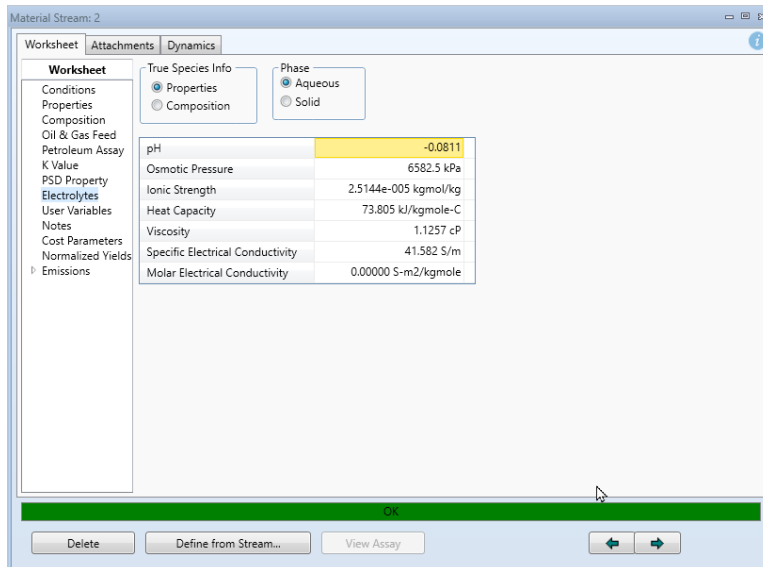 Material Stream: 2
Worksheet Attachments Dynamics
Worksheet
Conditions
Properties
Composition
Oil & Gas Feed
Petroleum Assay
K Value
PSD Property
Electrolytes
User Variables
Notes
Cost Parameters
Normalized Yields
Emissions
True Species Info
Properties
Composition
Phase
Aqueous
Solid
pH -0.0811
Osmotic Pressure 6582.5 kPa
Ionic Strength 2.5144e-005 kgmol/kg
Heat Capacity 73.805 kJ/kgmole-C
Viscosity 1.1257 cP
Specific Electrical Conductivity 41.582 S/m
Molar Electrical Conductivity 0.00000 S-m2/kgmole
OK
Delete Define from Stream... View Assay